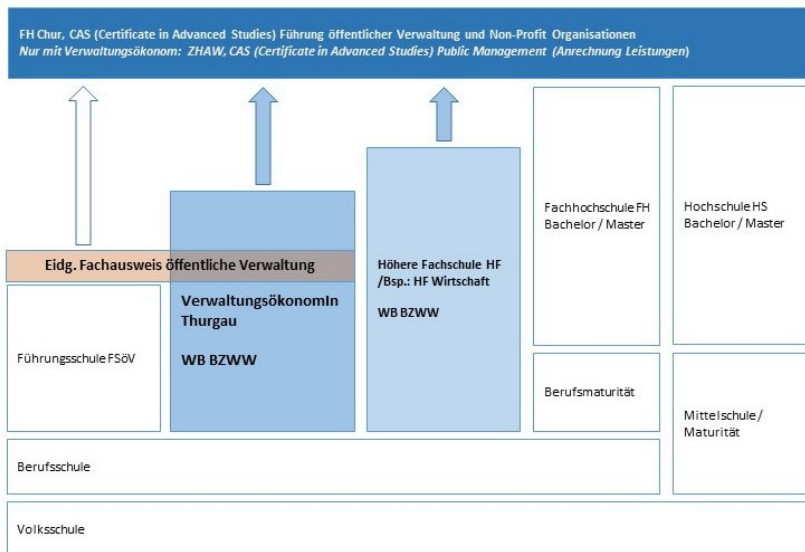 FH Chur, CAS (Certificate in Advanced Studies) Führung öffentlicher Verwaltung und Non-Profit Organisationen
Nur mit Verwaltungsökonom: ZHAW, CAS (Certificate in Advanced Studies) Public Management (Anrechnung Leistungen)
Fachhochschule FH
Bachelor / Master
Hochschule HS
Bachelor / Master
Eidg. Fachausweis öffentliche Verwaltung
Höhere Fachschule HF
/Bsp.: HF Wirtschaft
WB BZWW
VerwaltungsökonomIn
Thurgau
WB BZWW
Führungsschule FSöV
Berufsmaturität
Mittelschule /
Maturität
Berufsschule
Volksschule